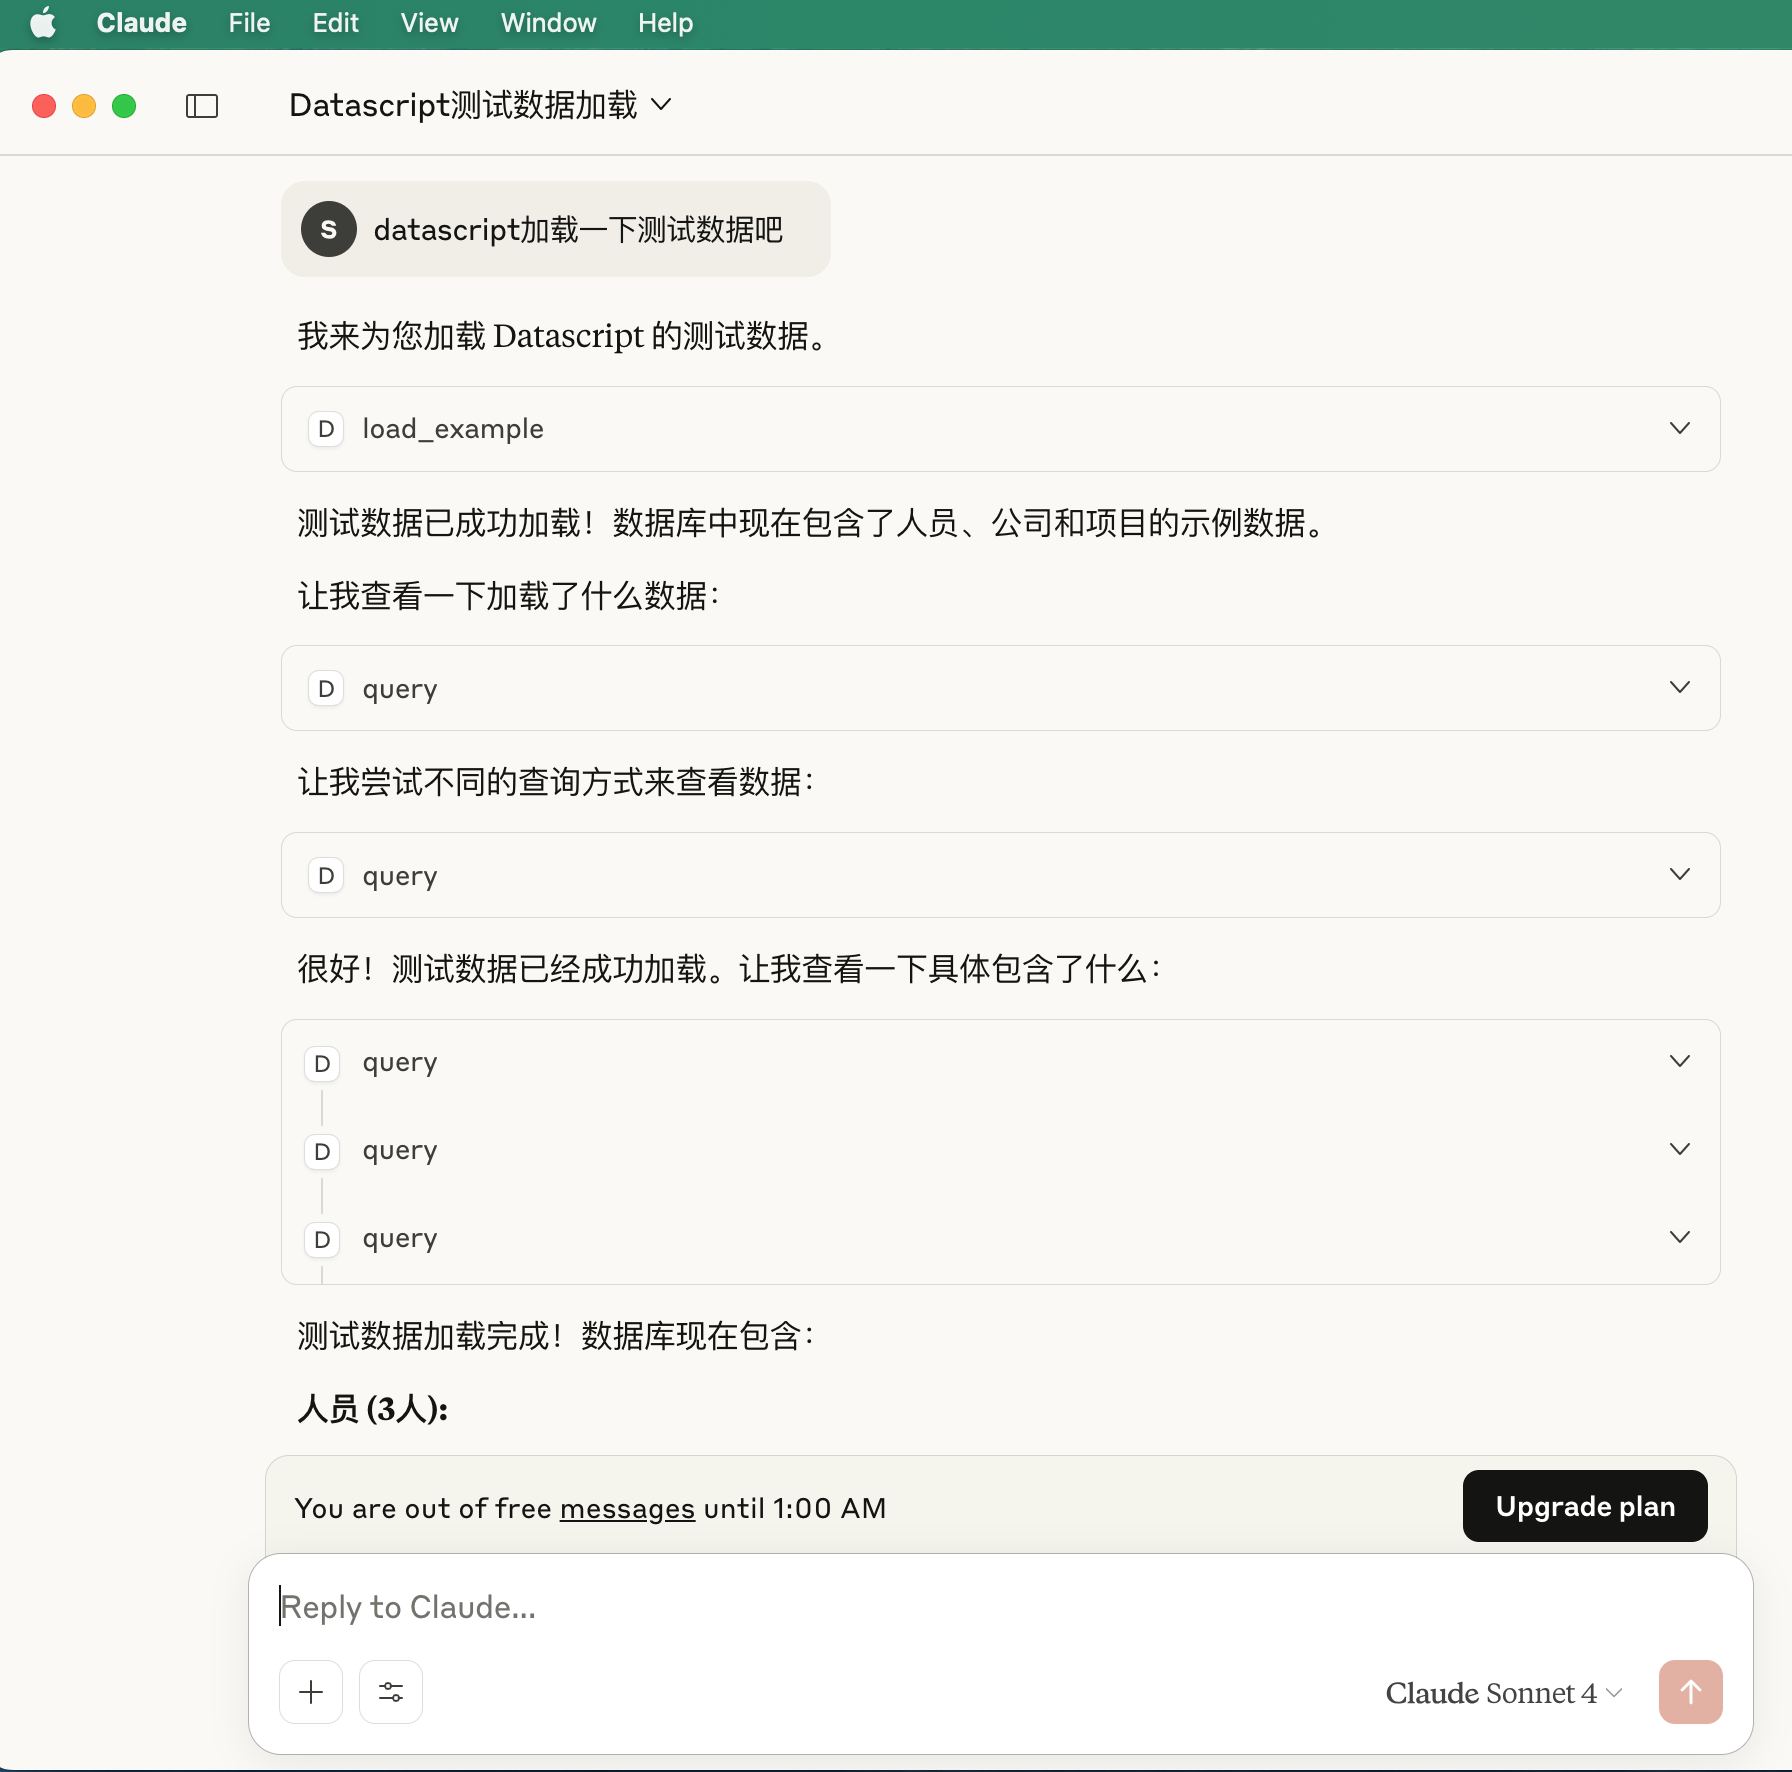 Claude File Edit View Window Help
Datascript测试数据加载
S datascript加载一下测试数据吧
我来为您加载 Datascript 的测试数据。
D load_example
测试数据已成功加载！数据库中现在包含了人员、公司和项目的示例数据。
让我查看一下加载了什么数据：
D query
让我尝试不同的查询方式来查看数据：
D query
很好！测试数据已经成功加载。让我查看一下具体包含了什么：
D query
D query
D query
测试数据加载完成！数据库现在包含：
人员 (3人):
You are out of free messages until 1:00 AM Upgrade plan
Reply to Claude...
Claude Sonnet 4